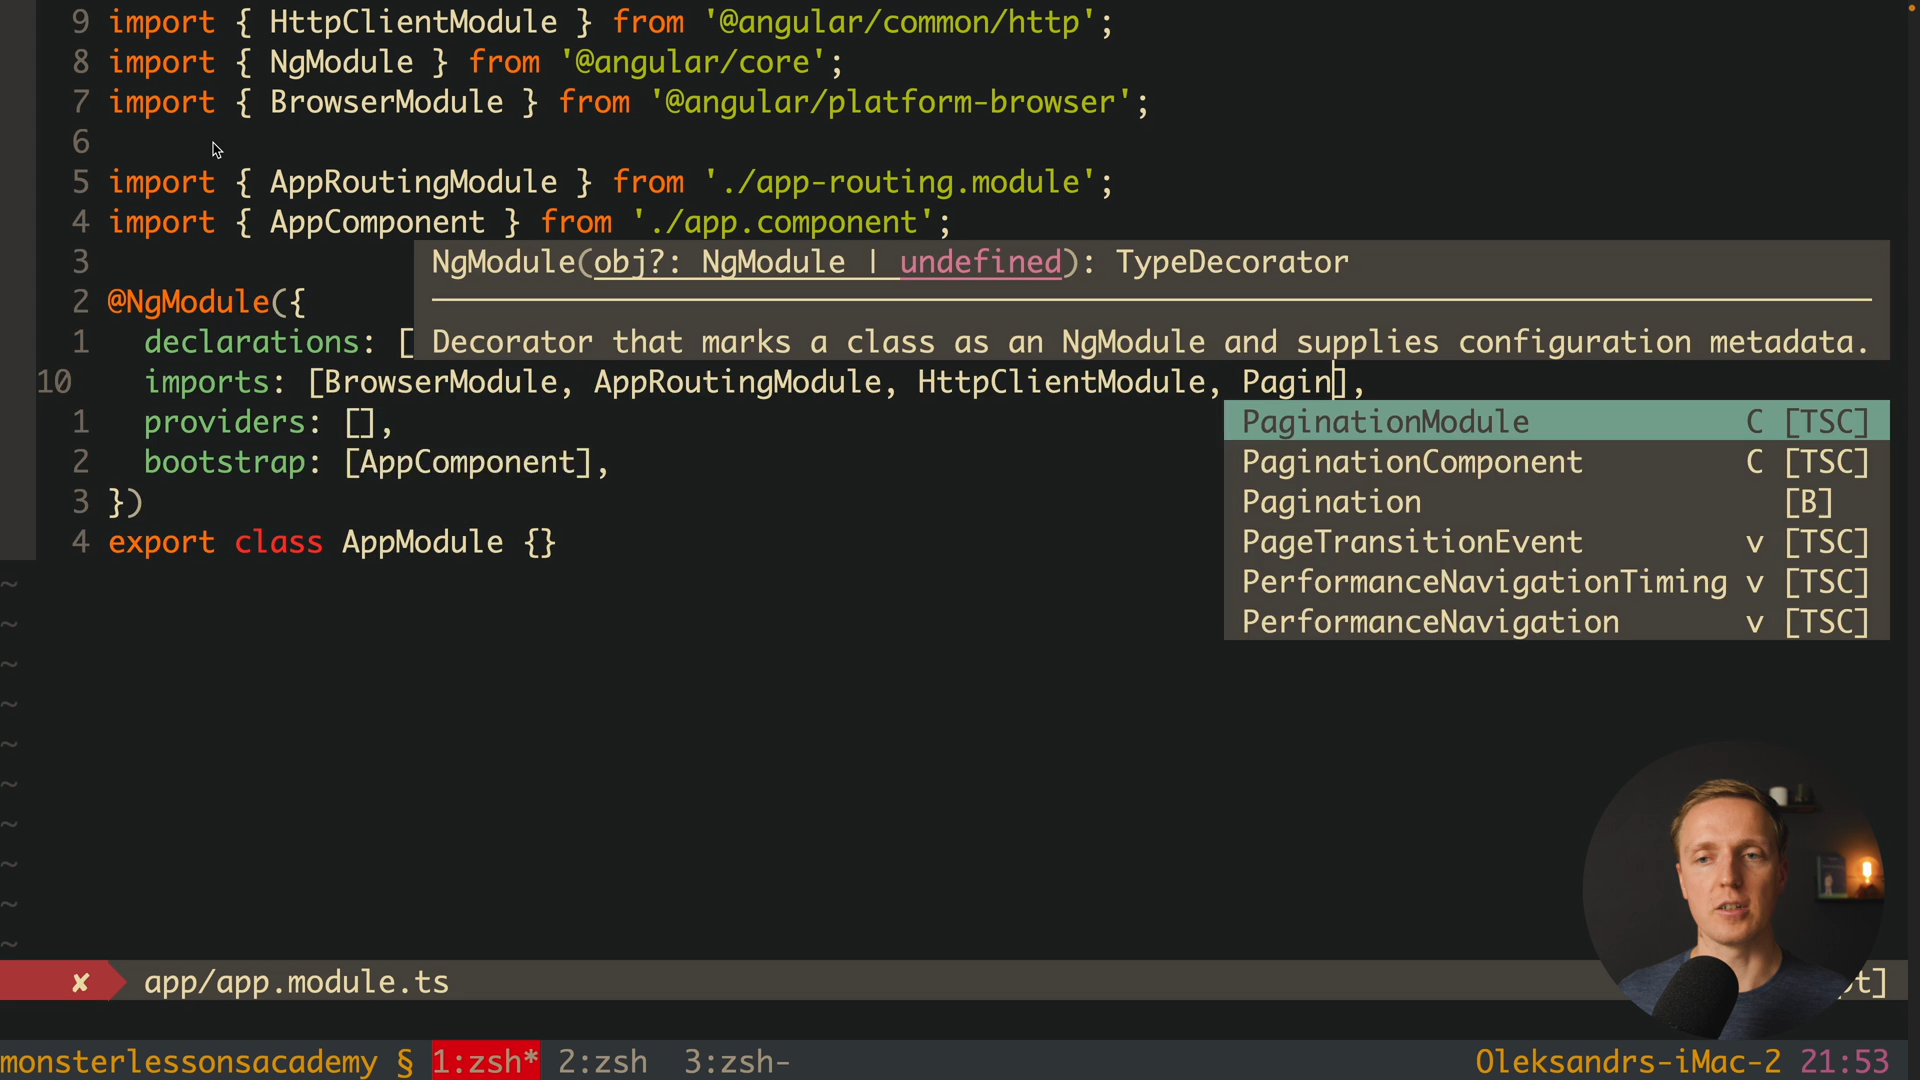 9 import { HttpClientModule } from '@angular/common/http';
8 import { NgModule } from '@angular/core';
7 import { BrowserModule } from '@angular/platform-browser';
6
5 import { AppRoutingModule } from './app-routing.module';
4 import { AppComponent } from './app.component';
3 NgModule(obj?: NgModule | undefined): TypeDecorator
2 @NgModule({
1 declarations: [ Decorator that marks a class as an NgModule and supplies configuration metadata.
10 imports: [BrowserModule, AppRoutingModule, HttpClientModule, Pagin],
1 providers: [], PaginationModule C [TSC]
2 bootstrap: [AppComponent], PaginationComponent C [TSC]
3 }) Pagination [B]
4 export class AppModule {} PageTransitionEvent v [TSC]
~ PerformanceNavigationTiming v [TSC]
~ PerformanceNavigation v [TSC]
~
~
~
~
~
~
~
~
✘ app/app.module.ts pt]
monsterlessonsacademy § 1:zsh* 2:zsh 3:zsh- Oleksandrs-iMac-2 21:53